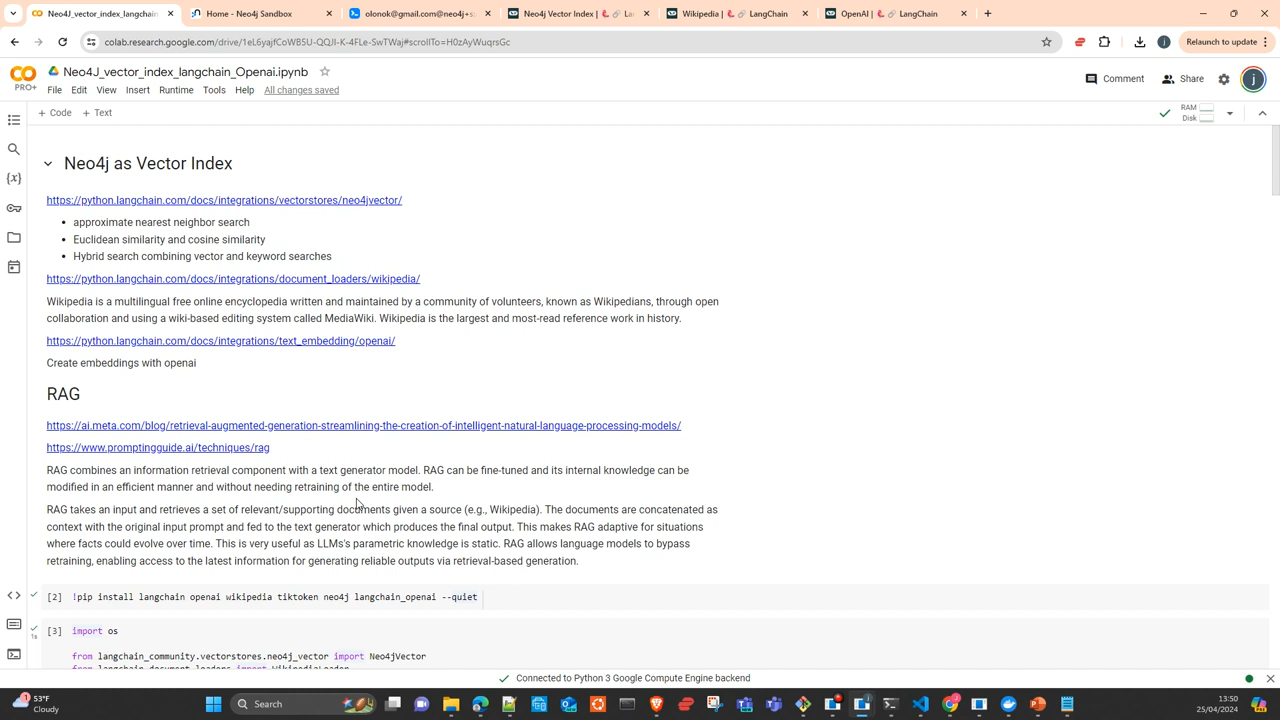 Neo4J_vector_index_langchain_
Home - Neo4j Sandbox
olonok@gmail.com@neo4j+s:
Neo4j Vector Index | 🦜️🔗 La
Wikipedia | 🦜️🔗 LangChain
OpenAI | 🦜️🔗 LangChain
colab.research.google.com/drive/1eL6yajfCoWB5U-QQJI-K-4FLe-SwTWaj#scrollTo=H0zAyWuqrsGc
Relaunch to update
PRO+
Neo4J_vector_index_langchain_Openai.ipynb
Comment
Share
j
File Edit View Insert Runtime Tools Help All changes saved
+ Code + Text
RAM
Disk
Neo4j as Vector Index
https://python.langchain.com/docs/integrations/vectorstores/neo4jvector/
• approximate nearest neighbor search
• Euclidean similarity and cosine similarity
• Hybrid search combining vector and keyword searches
https://python.langchain.com/docs/integrations/document_loaders/wikipedia/
Wikipedia is a multilingual free online encyclopedia written and maintained by a community of volunteers, known as Wikipedians, through open
collaboration and using a wiki-based editing system called MediaWiki. Wikipedia is the largest and most-read reference work in history.
https://python.langchain.com/docs/integrations/text_embedding/openai/
Create embeddings with openai
RAG
https://ai.meta.com/blog/retrieval-augmented-generation-streamlining-the-creation-of-intelligent-natural-language-processing-models/
https://www.promptingguide.ai/techniques/rag
RAG combines an information retrieval component with a text generator model. RAG can be fine-tuned and its internal knowledge can be
modified in an efficient manner and without needing retraining of the entire model.
RAG takes an input and retrieves a set of relevant/supporting documents given a source (e.g., Wikipedia). The documents are concatenated as
context with the original input prompt and fed to the text generator which produces the final output. This makes RAG adaptive for situations
where facts could evolve over time. This is very useful as LLMs's parametric knowledge is static. RAG allows language models to bypass
retraining, enabling access to the latest information for generating reliable outputs via retrieval-based generation.
[2] !pip install langchain openai wikipedia tiktoken neo4j langchain_openai --quiet
[3] import os
1s
from langchain_community.vectorstores.neo4j_vector import Neo4jVector
from langchain.document_loaders import WikipediaLoader
Connected to Python 3 Google Compute Engine backend
53°F
Cloudy
Search
13:50
25/04/2024